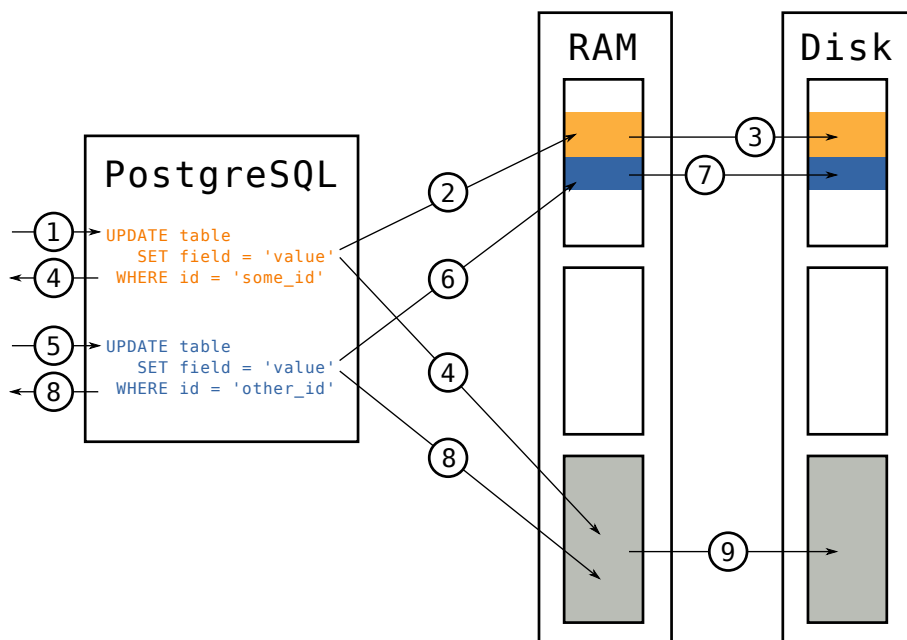 RAM
Disk
PostgreSQL
1
UPDATE table
SET field = 'value'
4
WHERE id = 'some_id'
5
UPDATE table
SET field = 'value'
8
WHERE id = 'other_id'
2
6
4
8
3
7
9